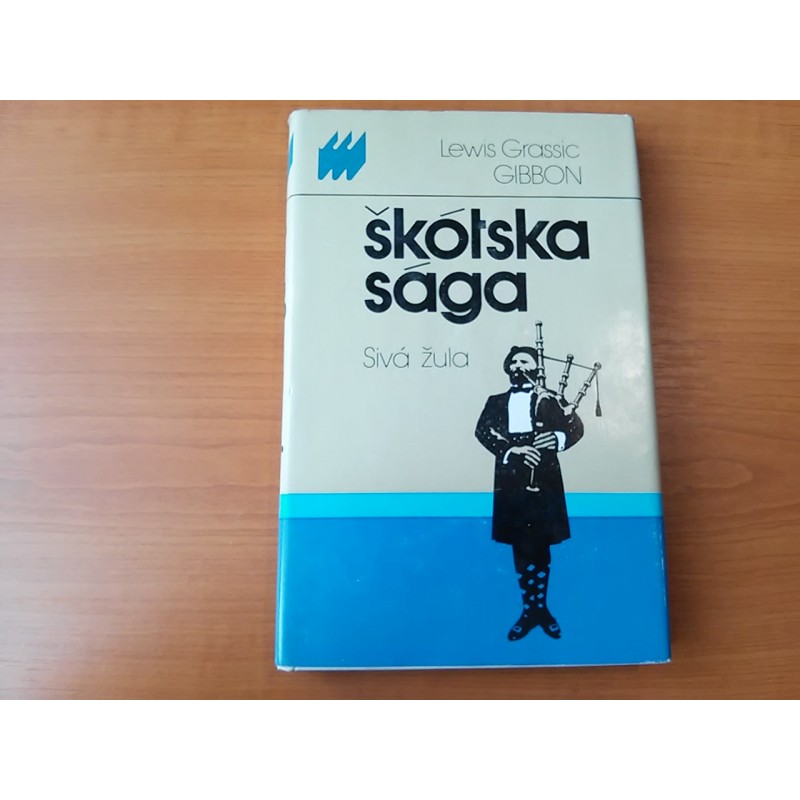 Lewis Grassic
GIBBON
škótska
sága
Sivá žula